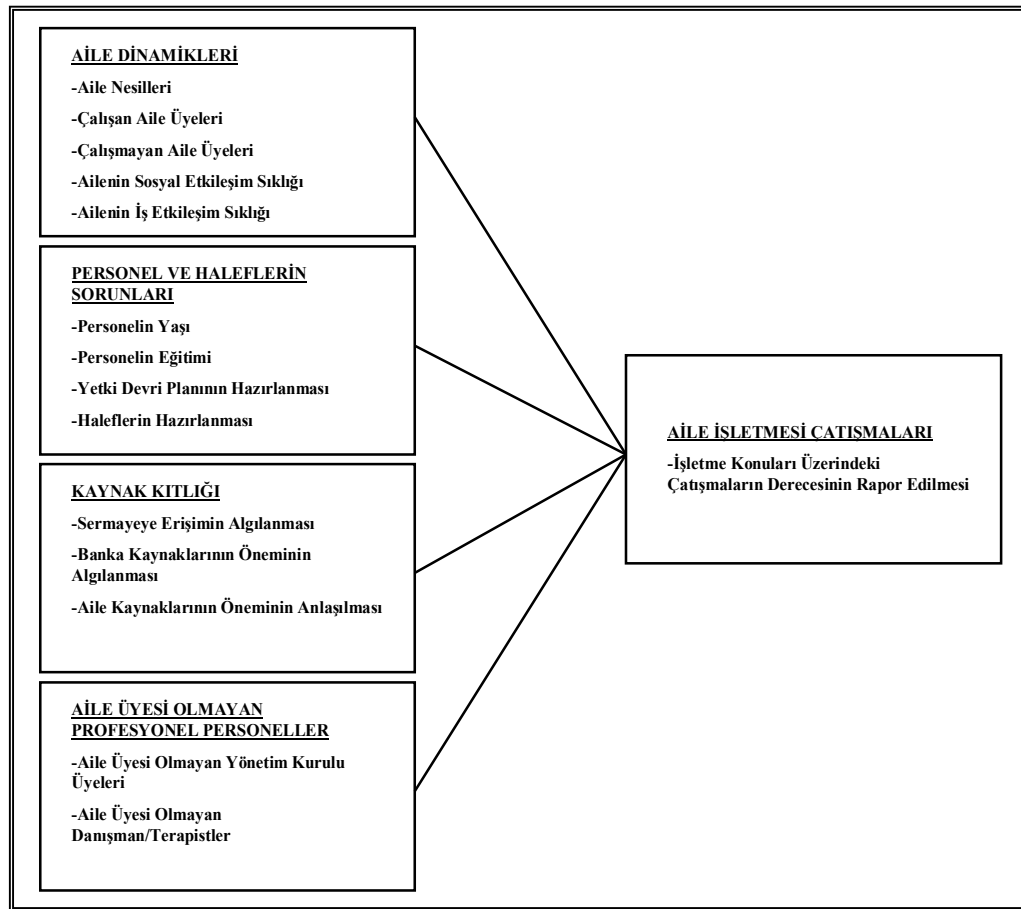 AİLE DİNAMİKLERİ
-Aile Nesilleri
-Çalışan Aile Üyeleri
-Çalışmayan Aile Üyeleri
-Ailenin Sosyal Etkileşim Sıklığı
-Ailenin İş Etkileşim Sıklığı
PERSONEL VE HALEFLERİN
SORUNLARI
-Personelin Yaşı
-Personelin Eğitimi
-Yetki Devri Planının Hazırlanması
-Haleflerin Hazırlanması
KAYNAK KITLIĞI
-Sermayeye Erişimin Algılanması
-Banka Kaynaklarının Öneminin
Algılanması
-Aile Kaynaklarının Öneminin Anlaşılması
AİLE ÜYESİ OLMAYAN
PROFESYONEL PERSONELLER
-Aile Üyesi Olmayan Yönetim Kurulu
Üyeleri
-Aile Üyesi Olmayan
Danışman/Terapistler
AİLE İŞLETMESİ ÇATIŞMALARI
-İşletme Konuları Üzerindeki
Çatışmaların Derecesinin Rapor Edilmesi